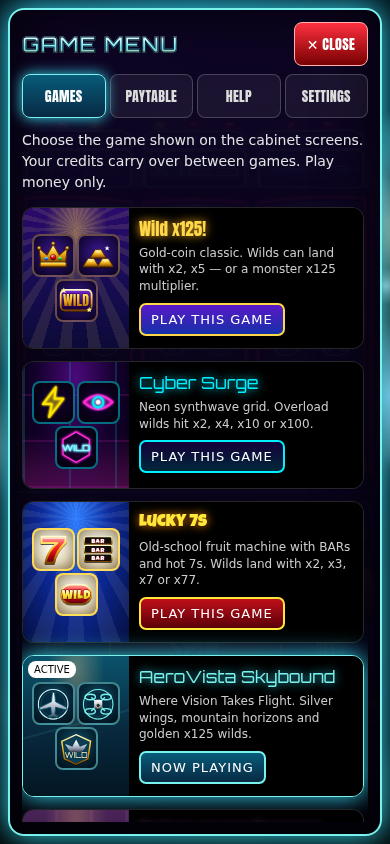 GAME MENU
✕ CLOSE
GAMES
PAYTABLE
HELP
SETTINGS
Choose the game shown on the cabinet screens.
Your credits carry over between games. Play
money only.
WILD
Wild x125!
Gold-coin classic. Wilds can land
with x2, x5 — or a monster x125
multiplier.
PLAY THIS GAME
WILD
Cyber Surge
Neon synthwave grid. Overload
wilds hit x2, x4, x10 or x100.
PLAY THIS GAME
7
BAR
BAR
BAR
WILD
Lucky 7s
Old-school fruit machine with BARs
and hot 7s. Wilds land with x2, x3,
x7 or x77.
PLAY THIS GAME
ACTIVE
WILD
AeroVista Skybound
Where Vision Takes Flight. Silver
wings, mountain horizons and
golden x125 wilds.
NOW PLAYING